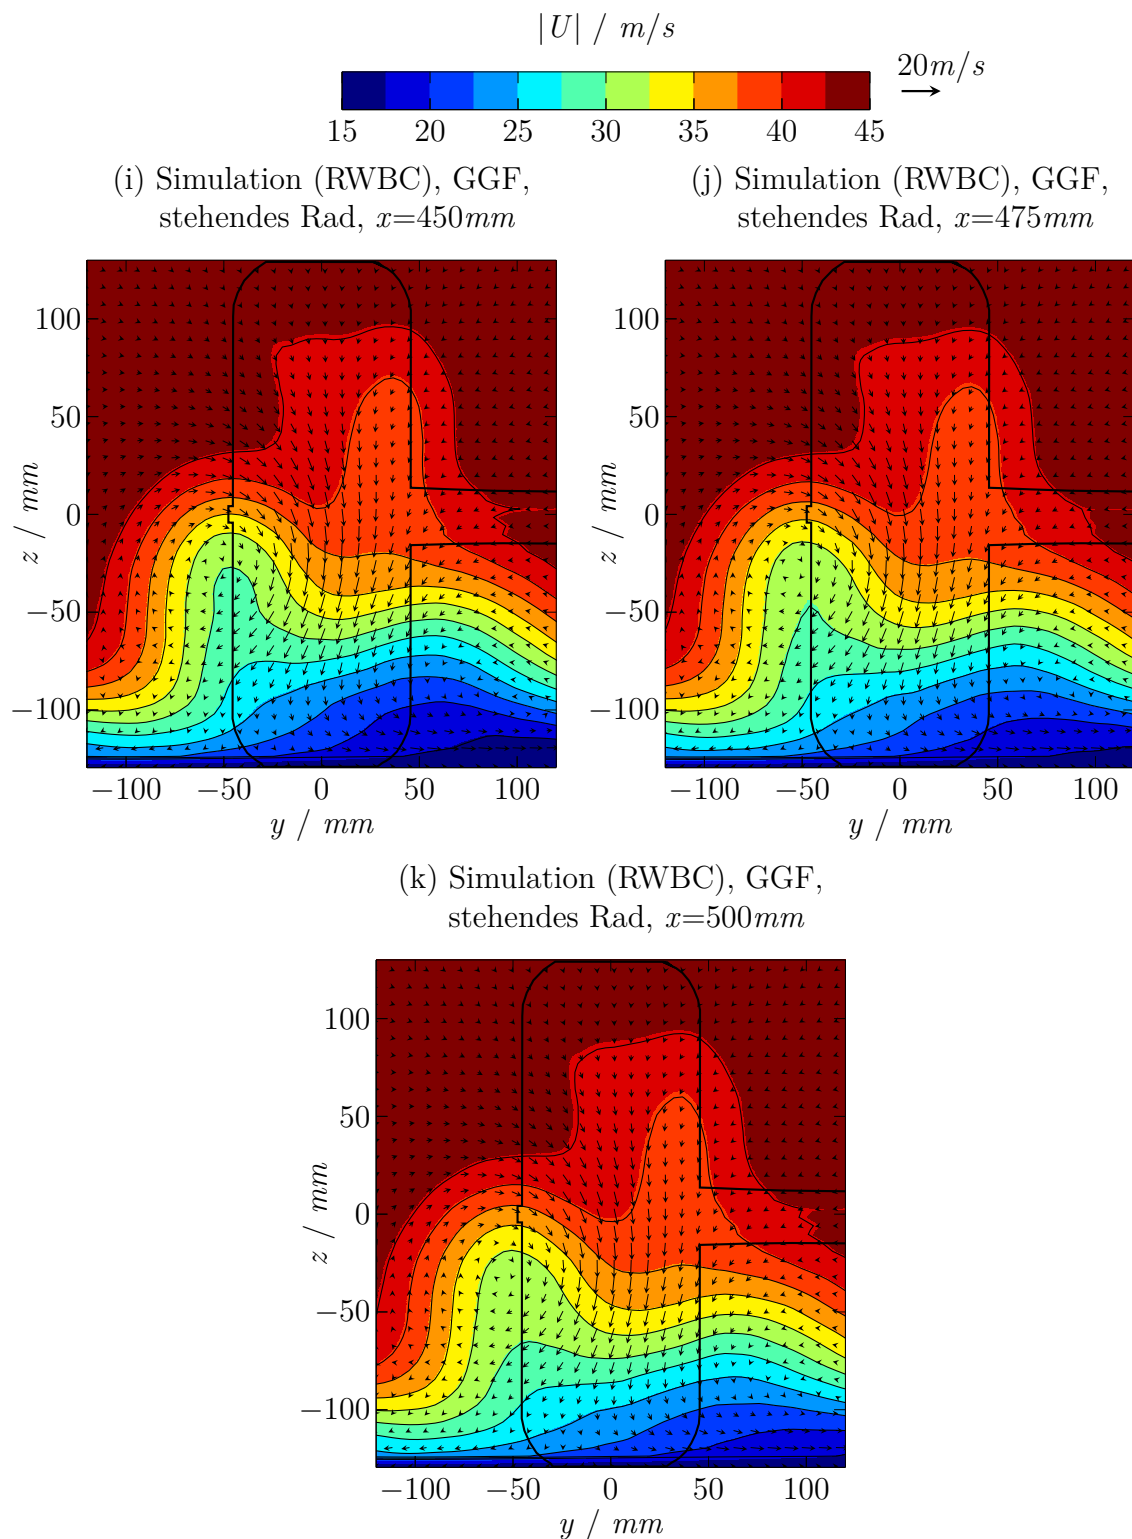 |U| / m/s
20m/s
15 20 25 30 35 40 45
(i) Simulation (RWBC), GGF,
stehendes Rad, x=450mm
100
50
0
−50
−100
z / mm
−100 −50 0 50 100
y / mm
(j) Simulation (RWBC), GGF,
stehendes Rad, x=475mm
100
50
0
−50
−100
z / mm
−100 −50 0 50 100
y / mm
(k) Simulation (RWBC), GGF,
stehendes Rad, x=500mm
100
50
0
−50
−100
z / mm
−100 −50 0 50 100
y / mm